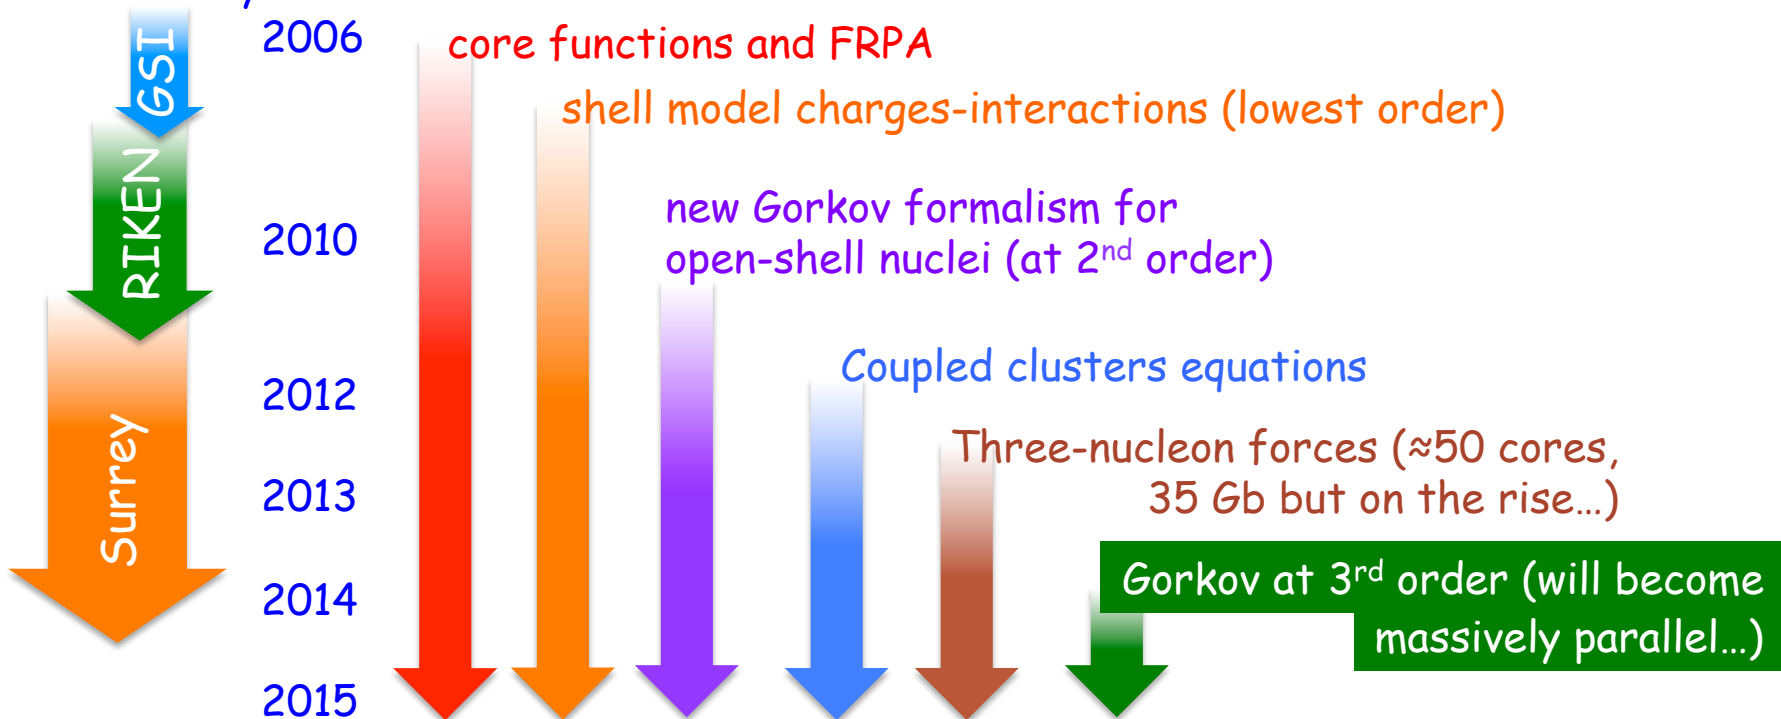 GSI
2006
core functions and FRPA
shell model charges-interactions (lowest order)
RIKEN
new Gorkov formalism for
2010
open-shell nuclei (at 2nd order)
Coupled clusters equations
2012
Surrey
Three-nucleon forces (≈50 cores,
2013
35 Gb but on the rise…)
Gorkov at 3rd order (will become
2014
massively parallel…)
2015